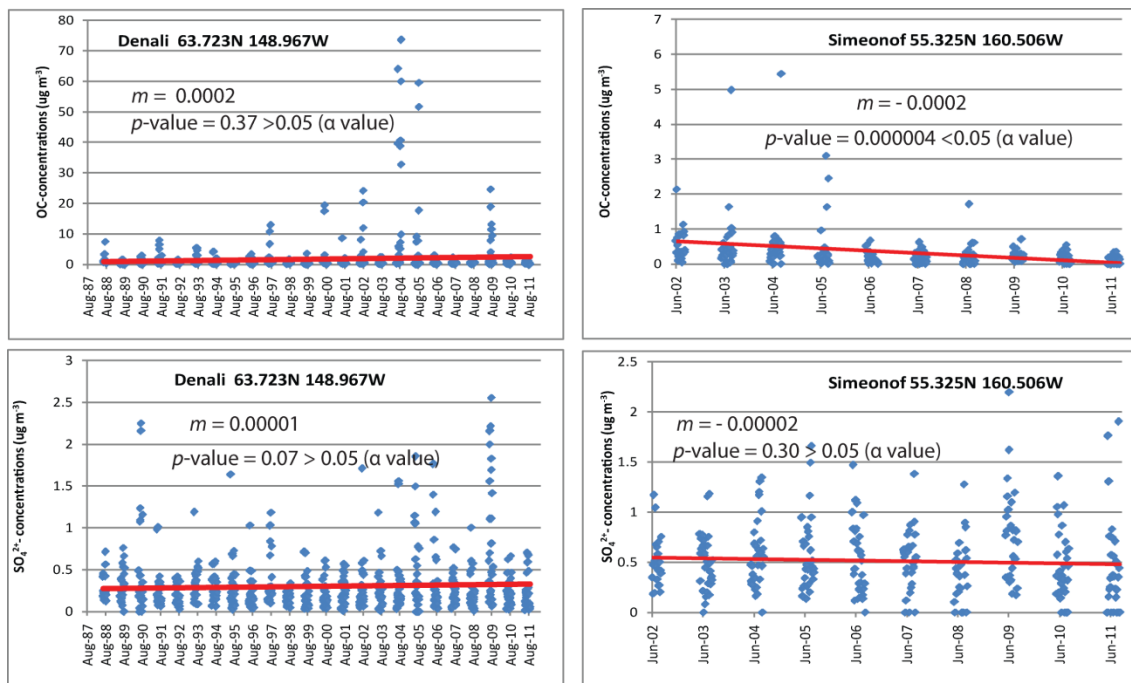 Denali 63.723N 148.967W
m = 0.0002
p-value = 0.37 >0.05 (α value)
OC-concentrations (ug m-3)
80
70
60
50
40
30
20
10
0
Aug-87
Aug-88
Aug-89
Aug-90
Aug-91
Aug-92
Aug-93
Aug-94
Aug-95
Aug-96
Aug-97
Aug-98
Aug-99
Aug-00
Aug-01
Aug-02
Aug-03
Aug-04
Aug-05
Aug-06
Aug-07
Aug-08
Aug-09
Aug-10
Aug-11
Simeonof 55.325N 160.506W
m = - 0.0002
p-value = 0.000004 <0.05 (α value)
OC-concentrations (ug m-3)
7
6
5
4
3
2
1
0
Jun-02
Jun-03
Jun-04
Jun-05
Jun-06
Jun-07
Jun-08
Jun-09
Jun-10
Jun-11
Denali 63.723N 148.967W
m = 0.00001
p-value = 0.07 > 0.05 (α value)
SO4 2+- concentrations (ug m-3)
3
2.5
2
1.5
1
0.5
0
Aug-87
Aug-88
Aug-89
Aug-90
Aug-91
Aug-92
Aug-93
Aug-94
Aug-95
Aug-96
Aug-97
Aug-98
Aug-99
Aug-00
Aug-01
Aug-02
Aug-03
Aug-04
Aug-05
Aug-06
Aug-07
Aug-08
Aug-09
Aug-10
Aug-11
Simeonof 55.325N 160.506W
m = - 0.00002
p-value = 0.30 > 0.05 (α value)
SO4 2+- concentrations (ug m-3)
2.5
2
1.5
1
0.5
0
Jun-02
Jun-03
Jun-04
Jun-05
Jun-06
Jun-07
Jun-08
Jun-09
Jun-10
Jun-11